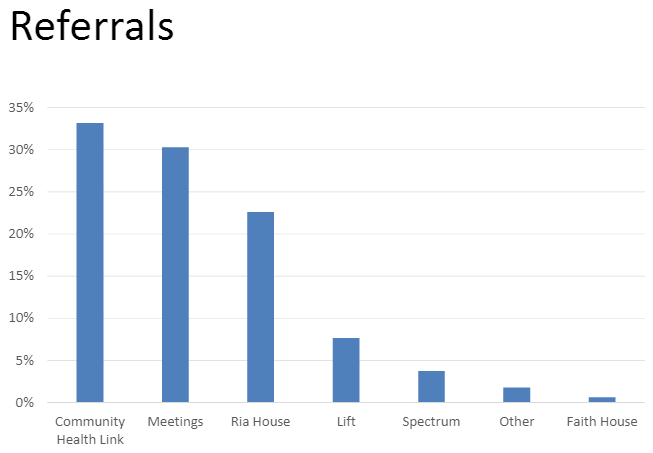 Referrals
35%
30%
25%
20%
15%
10%
5%
0%
Community Meetings Ria House Lift Spectrum Other Faith House
Health Link